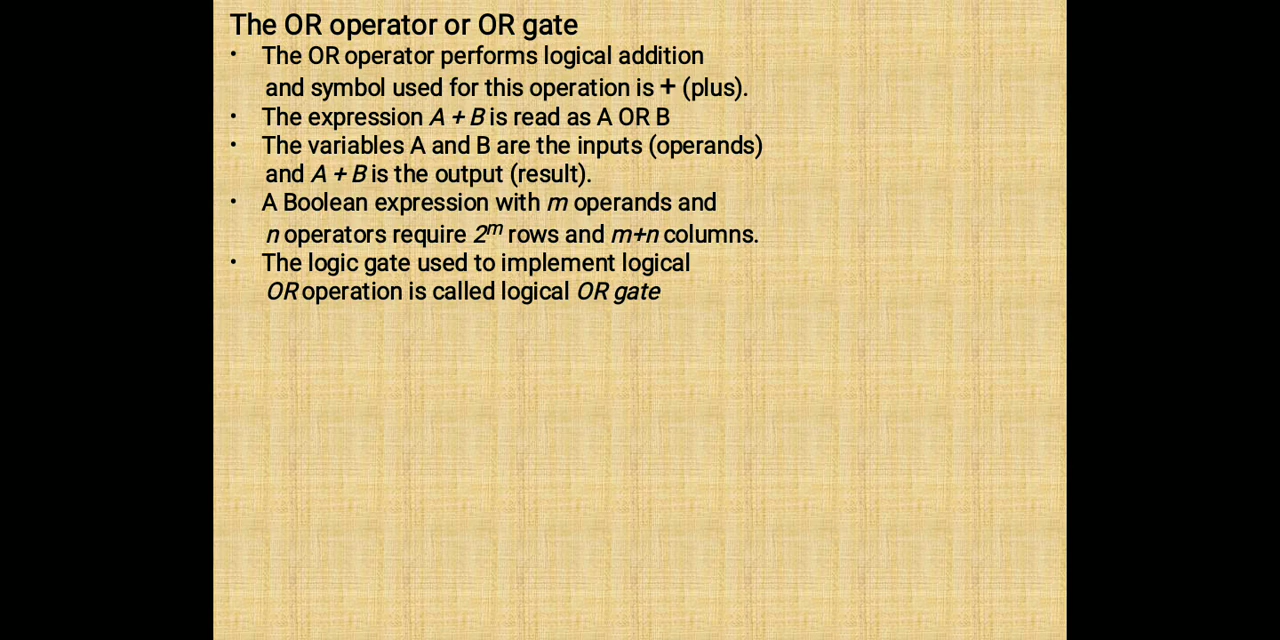 The OR operator or OR gate
• The OR operator performs logical addition
and symbol used for this operation is + (plus).
• The expression A + B is read as A OR B
• The variables A and B are the inputs (operands)
and A + B is the output (result).
• A Boolean expression with m operands and
n operators require 2^m rows and m+n columns.
• The logic gate used to implement logical
OR operation is called logical OR gate